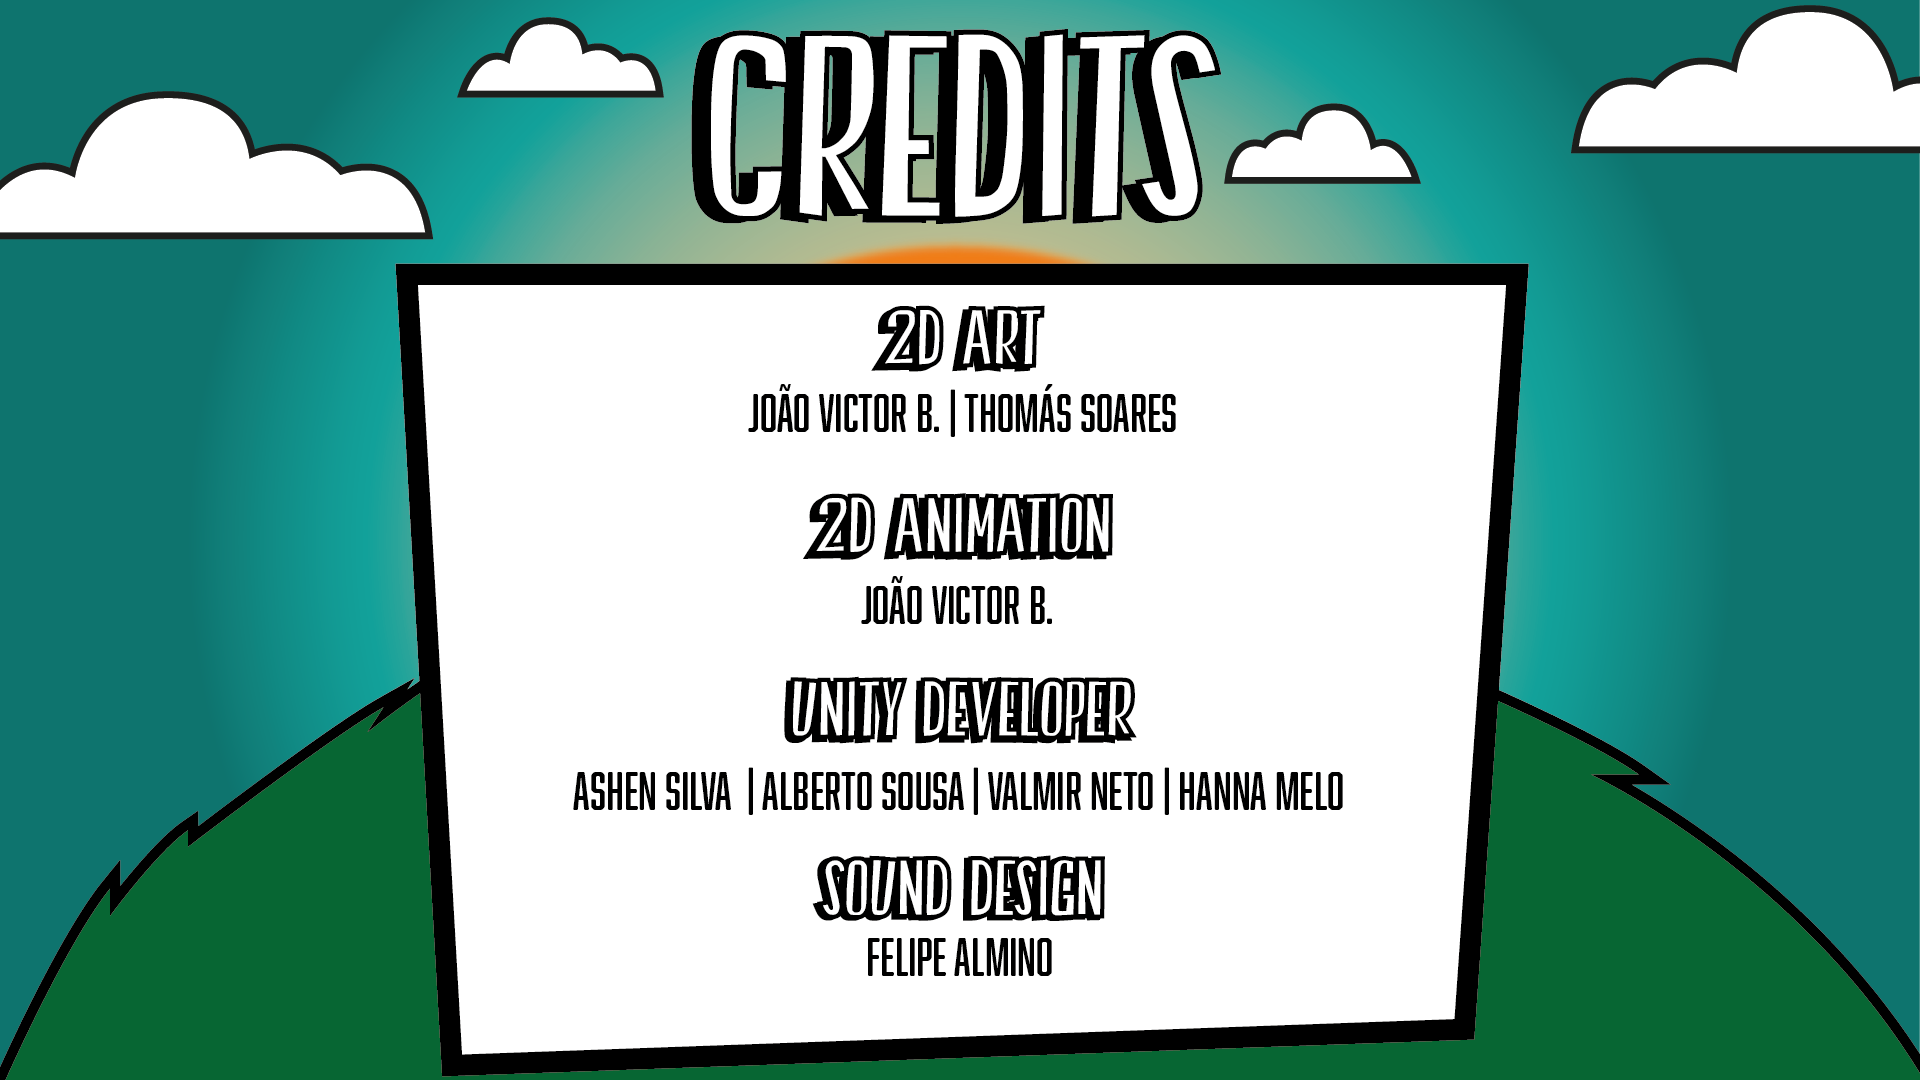 CREDITS
2D ART
JOÃO VICTOR B. | THOMÁS SOARES
2D ANIMATION
JOÃO VICTOR B.
UNITY DEVELOPER
ASHEN SILVA | ALBERTO SOUSA | VALMIR NETO | HANNA MELO
SOUND DESIGN
FELIPE ALMINO